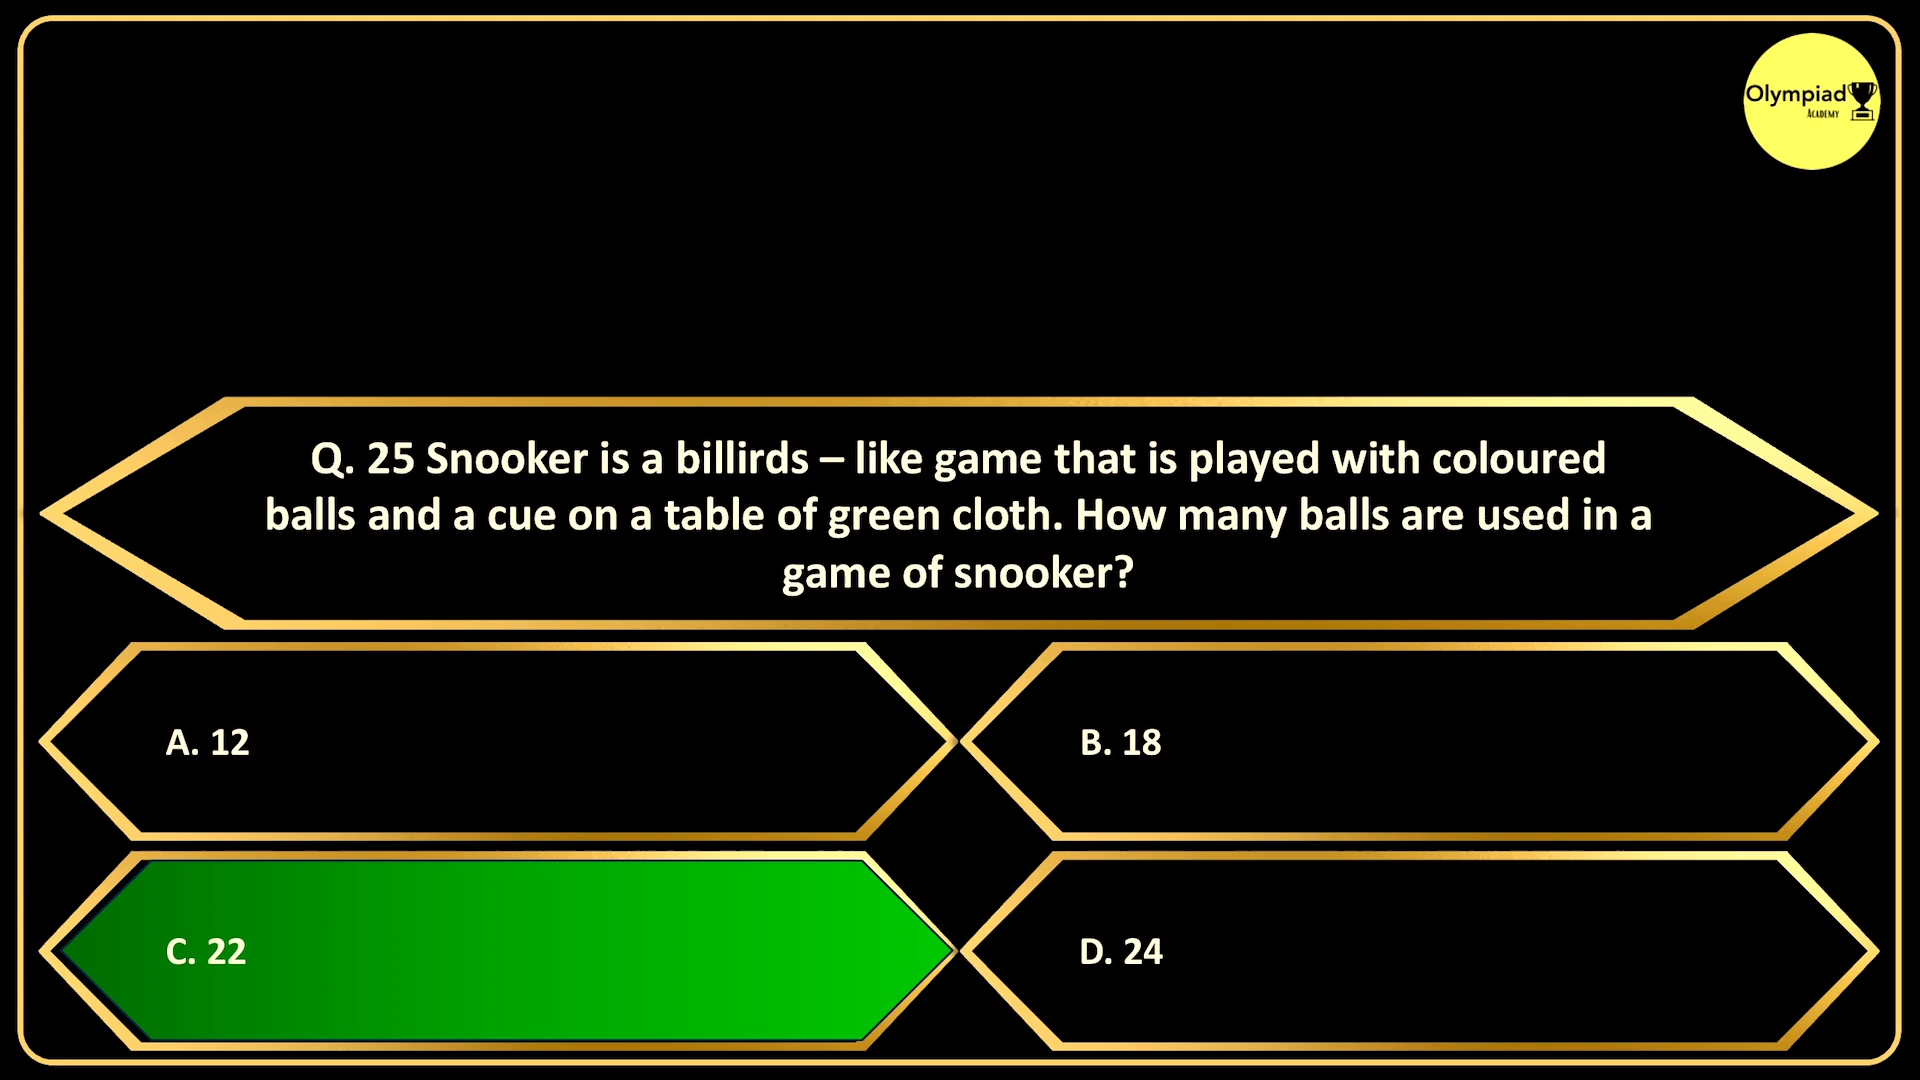 Olympiad
Academy
Q. 25 Snooker is a billirds – like game that is played with coloured
balls and a cue on a table of green cloth. How many balls are used in a
game of snooker?
A. 12
B. 18
C. 22
D. 24